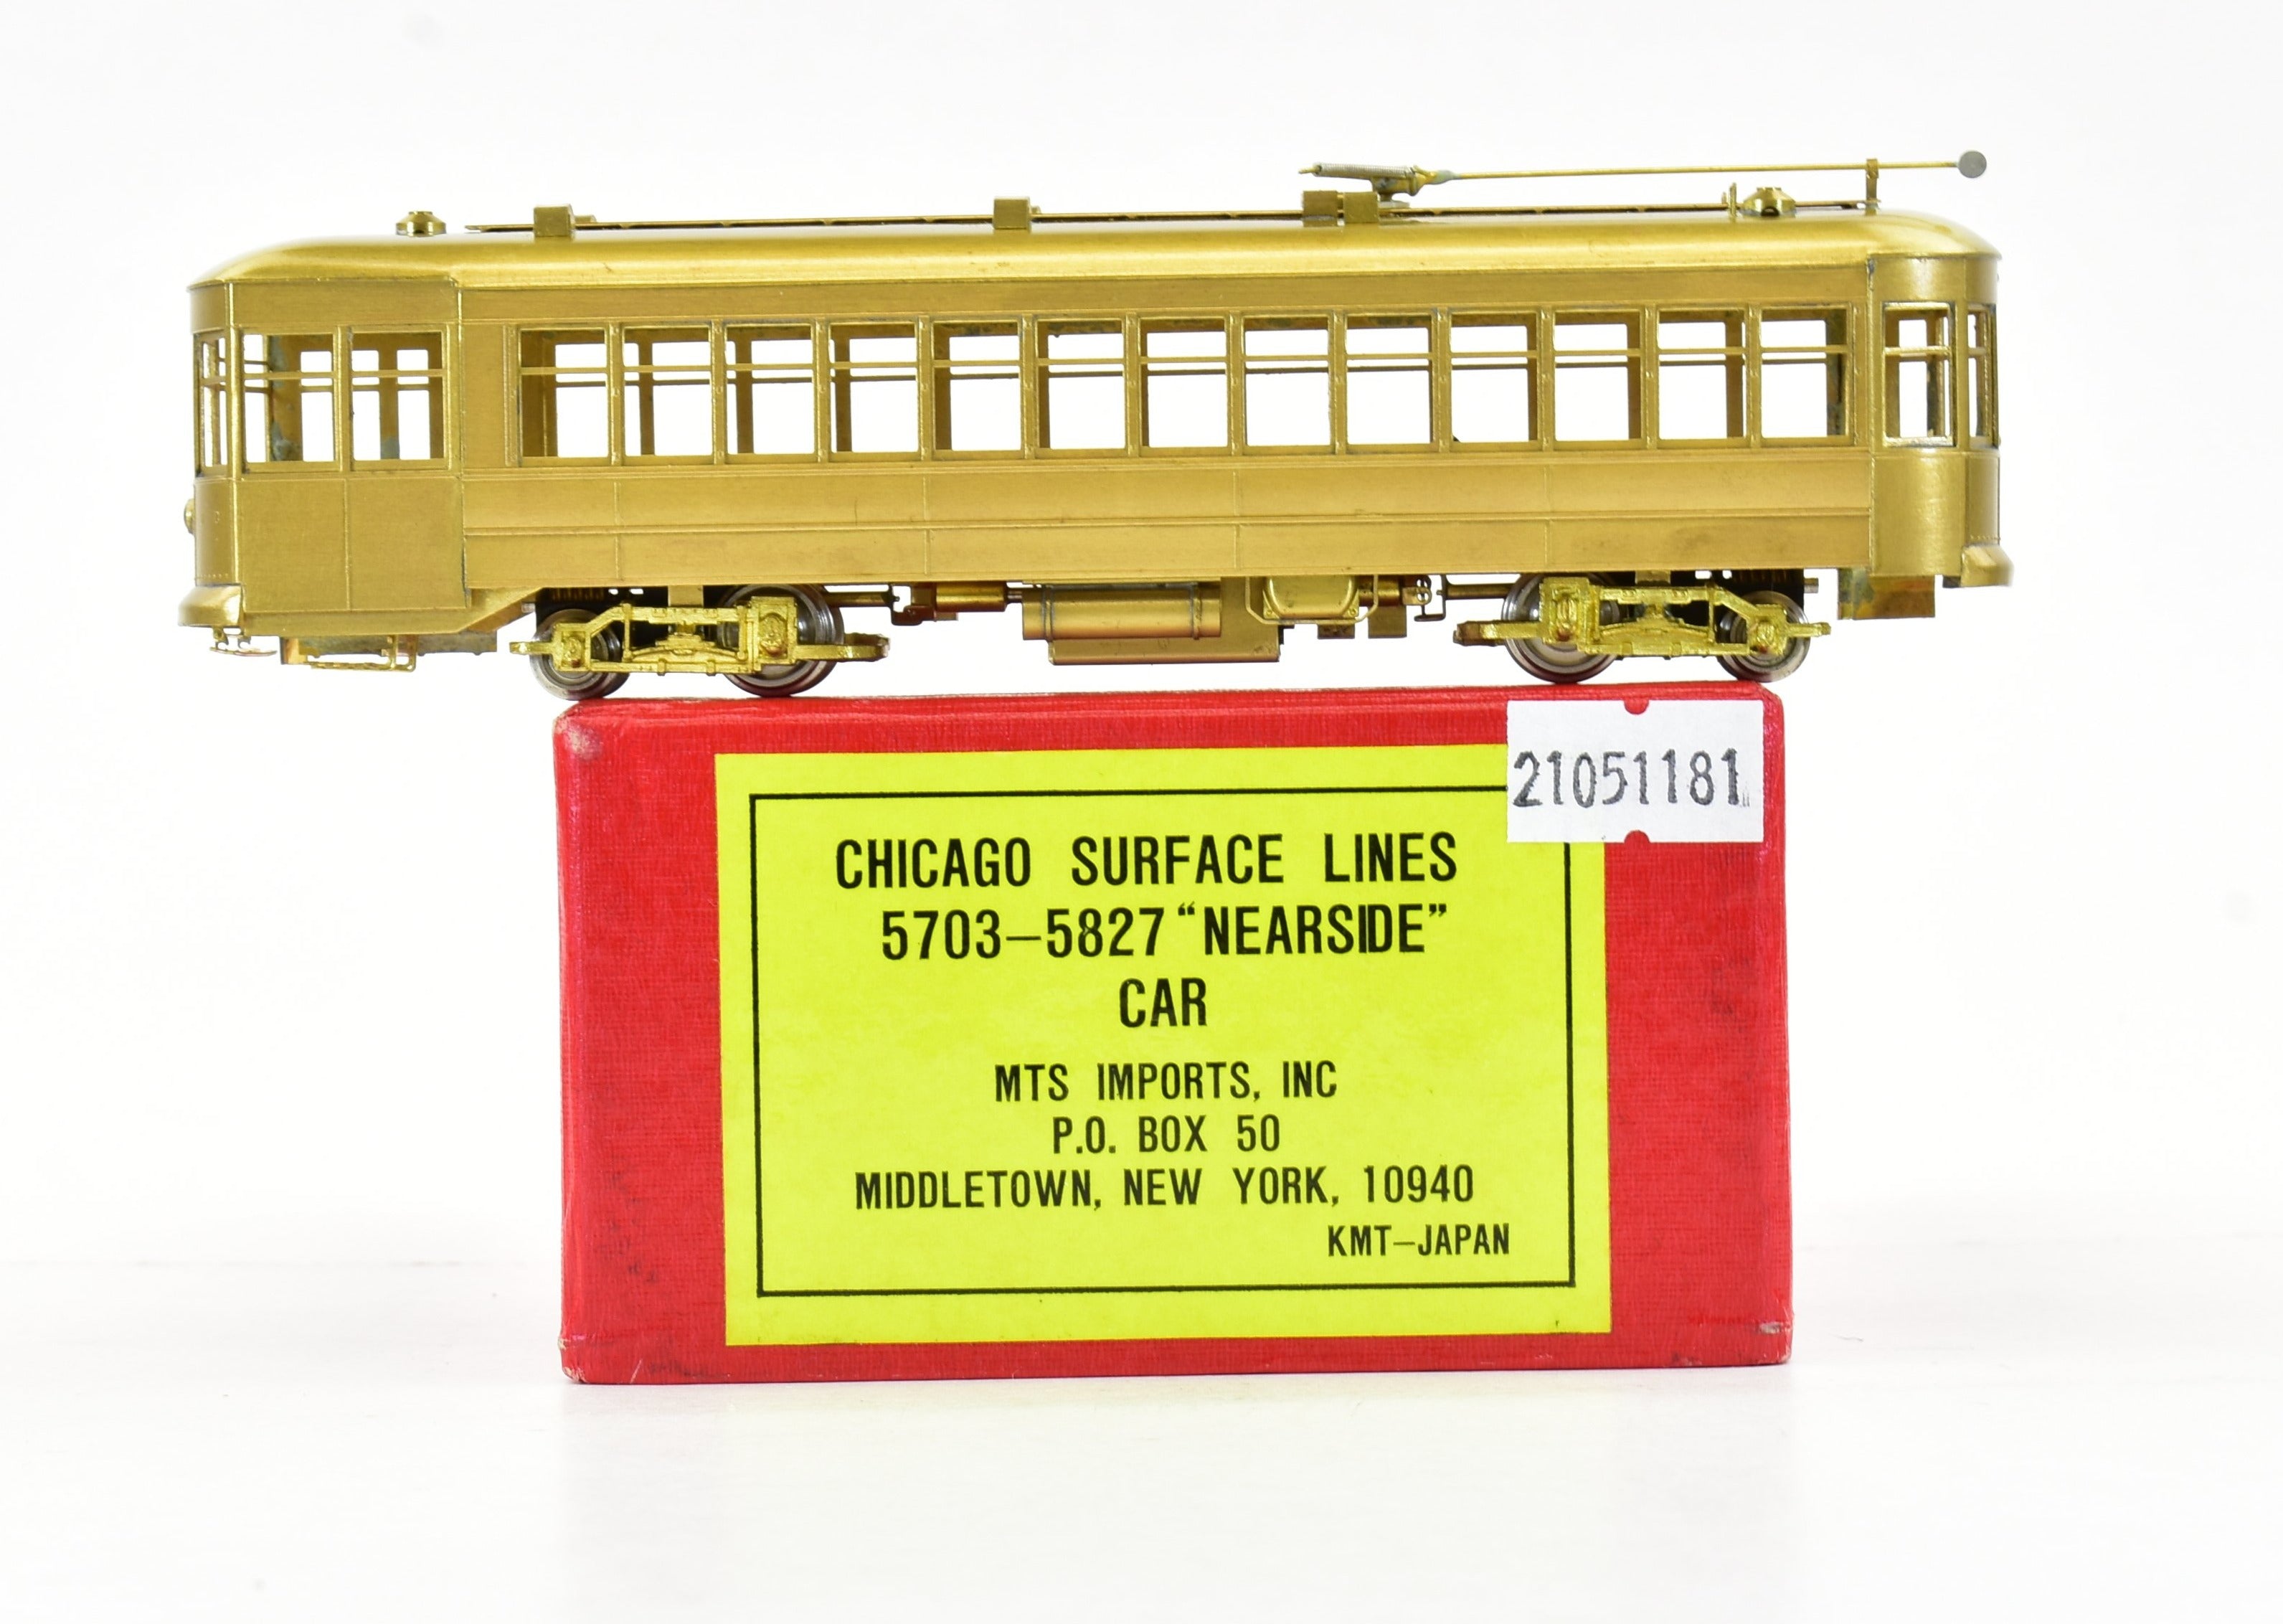 21051181
CHICAGO SURFACE LINES
5703–5827 “NEARSIDE”
CAR
MTS IMPORTS, INC
P.O. BOX 50
MIDDLETOWN, NEW YORK, 10940
KMT–JAPAN